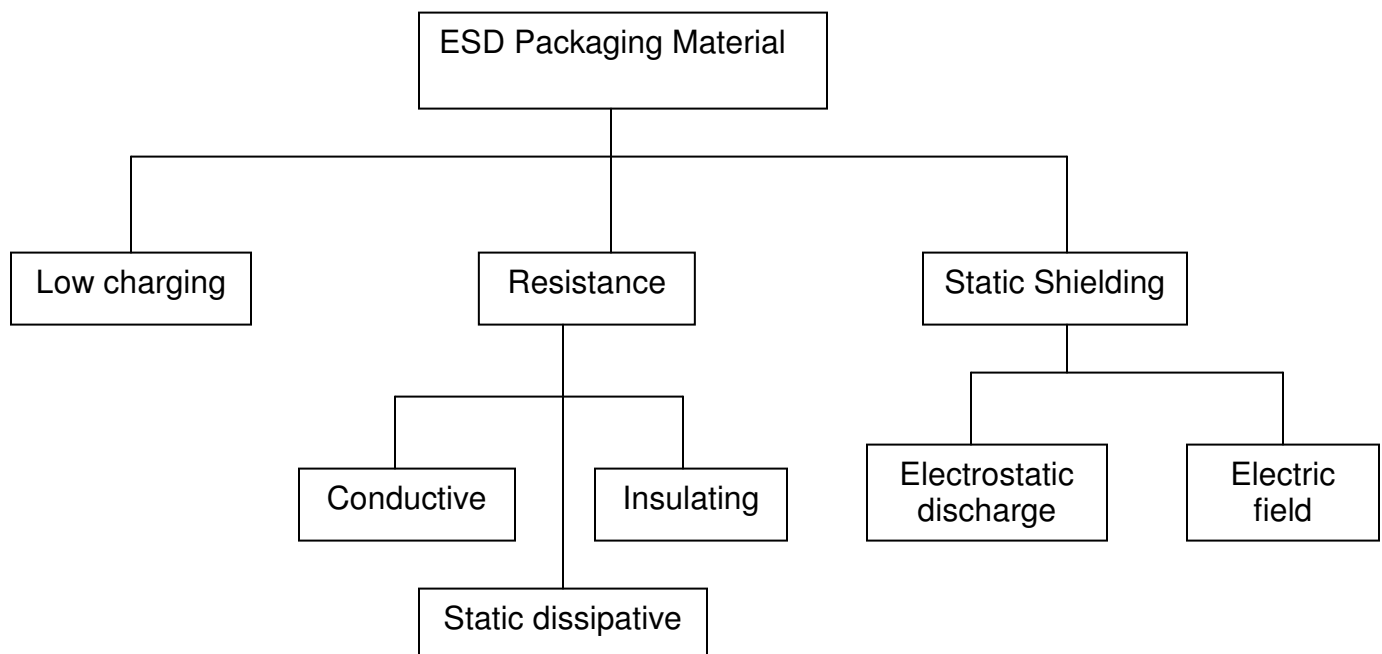 ESD Packaging Material
Low charging
Resistance
Static Shielding
Conductive
Insulating
Electrostatic
discharge
Electric
field
Static dissipative